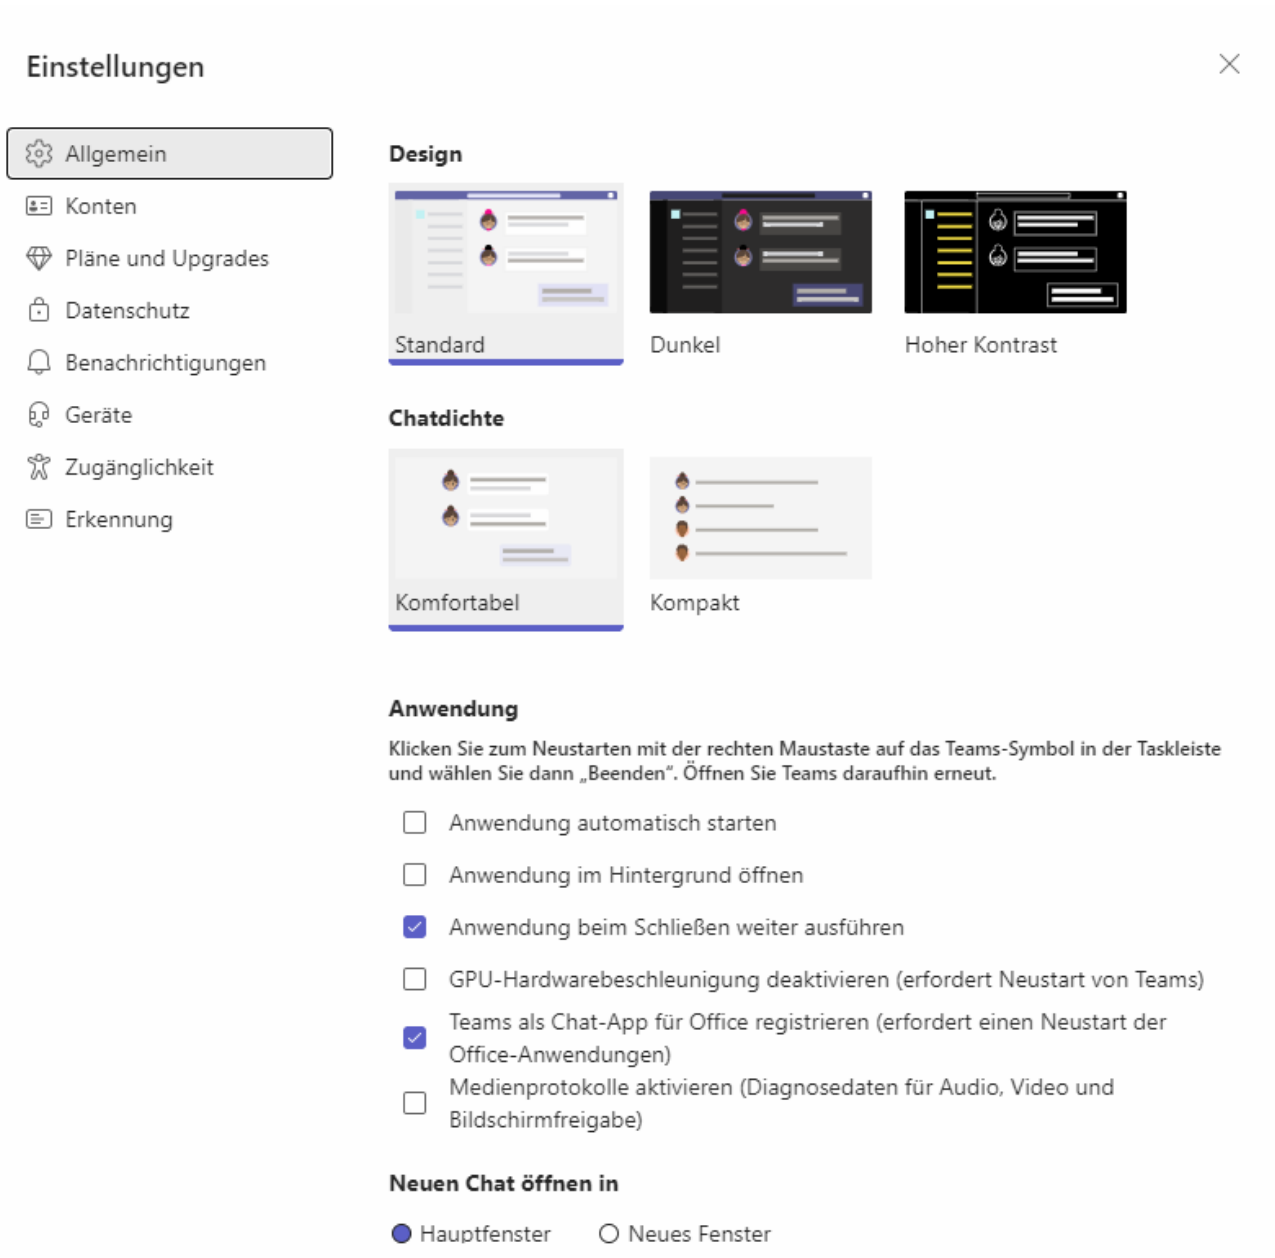 Einstellungen
Allgemein
Konten
Pläne und Upgrades
Datenschutz
Benachrichtigungen
Geräte
Zugänglichkeit
Erkennung
Design
Standard
Dunkel
Hoher Kontrast
Chatdichte
Komfortabel
Kompakt
Anwendung
Klicken Sie zum Neustarten mit der rechten Maustaste auf das Teams-Symbol in der Taskleiste
und wählen Sie dann „Beenden“. Öffnen Sie Teams daraufhin erneut.
Anwendung automatisch starten
Anwendung im Hintergrund öffnen
Anwendung beim Schließen weiter ausführen
GPU-Hardwarebeschleunigung deaktivieren (erfordert Neustart von Teams)
Teams als Chat-App für Office registrieren (erfordert einen Neustart der
Office-Anwendungen)
Medienprotokolle aktivieren (Diagnosedaten für Audio, Video und
Bildschirmfreigabe)
Neuen Chat öffnen in
Hauptfenster
Neues Fenster